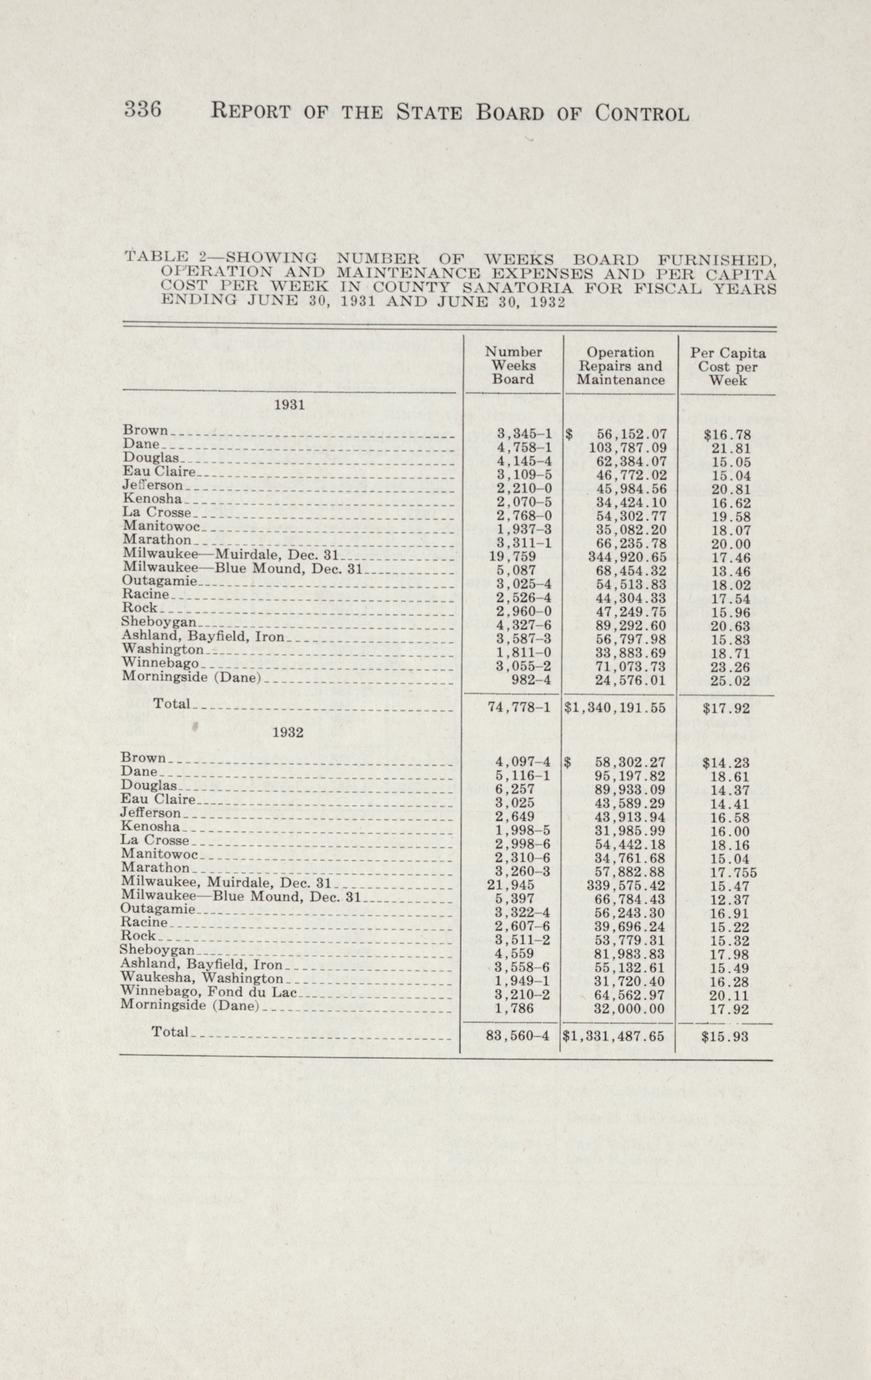 336 REPORT OF THE STATE BOARD OF CONTROL
TABLE 2—SHOWING NUMBER OF WEEKS BOARD FURNISHED,
OPERATION AND MAINTENANCE EXPENSES AND PER CAPITA
COST PER WEEK IN COUNTY SANATORIA FOR FISCAL YEARS
ENDING JUNE 30, 1931 AND JUNE 30, 1932
Number Weeks Board | Operation Repairs and Maintenance | Per Capita Cost per Week
1931
Brown 3,345-1 $ 56,152.07 $16.78
Dane 4,758-1 103,787.09 21.81
Douglas 4,145-4 62,384.07 15.05
Eau Claire 3,109-5 46,772.02 15.04
Jefferson 2,210-0 45,984.56 20.81
Kenosha 2,070-5 34,424.10 16.62
La Crosse 2,768-0 54,302.77 19.58
Manitowoc 1,937-3 35,082.20 18.07
Marathon 3,311-1 66,235.78 20.00
Milwaukee—Muirdale, Dec. 31 19,759 344,920.65 17.46
Milwaukee—Blue Mound, Dec. 31 5,087 68,454.32 13.46
Outagamie 3,025-4 54,513.83 18.02
Racine 2,526-4 44,304.33 17.54
Rock 2,960-0 47,249.75 15.96
Sheboygan 4,327-6 89,292.60 20.63
Ashland, Bayfield, Iron 3,587-3 56,797.98 15.83
Washington 1,811-0 33,883.69 18.71
Winnebago 3,055-2 71,073.73 23.26
Morningside (Dane) 982-4 24,576.01 25.02
Total 74,778-1 $1,340,191.55 $17.92
1932
Brown 4,097-4 $ 58,302.27 $14.23
Dane 5,116-1 95,197.82 18.61
Douglas 6,257 89,933.09 14.37
Eau Claire 3,025 43,589.29 14.41
Jefferson 2,649 43,913.94 16.58
Kenosha 1,998-5 31,985.99 16.00
La Crosse 2,998-6 54,442.18 18.16
Manitowoc 2,310-6 34,761.68 15.04
Marathon 3,260-3 57,882.88 17.755
Milwaukee, Muirdale, Dec. 31 21,945 339,575.42 15.47
Milwaukee—Blue Mound, Dec. 31 5,397 66,784.43 12.37
Outagamie 3,322-4 56,243.30 16.91
Racine 2,607-6 39,696.24 15.22
Rock 3,511-2 53,779.31 15.32
Sheboygan 4,559 81,983.83 17.98
Ashland, Bayfield, Iron 3,558-6 55,132.61 15.49
Waukesha, Washington 1,949-1 31,720.40 16.28
Winnebago, Fond du Lac 3,210-2 64,562.97 20.11
Morningside (Dane) 1,786 32,000.00 17.92
Total 83,560-4 $1,331,487.65 $15.93